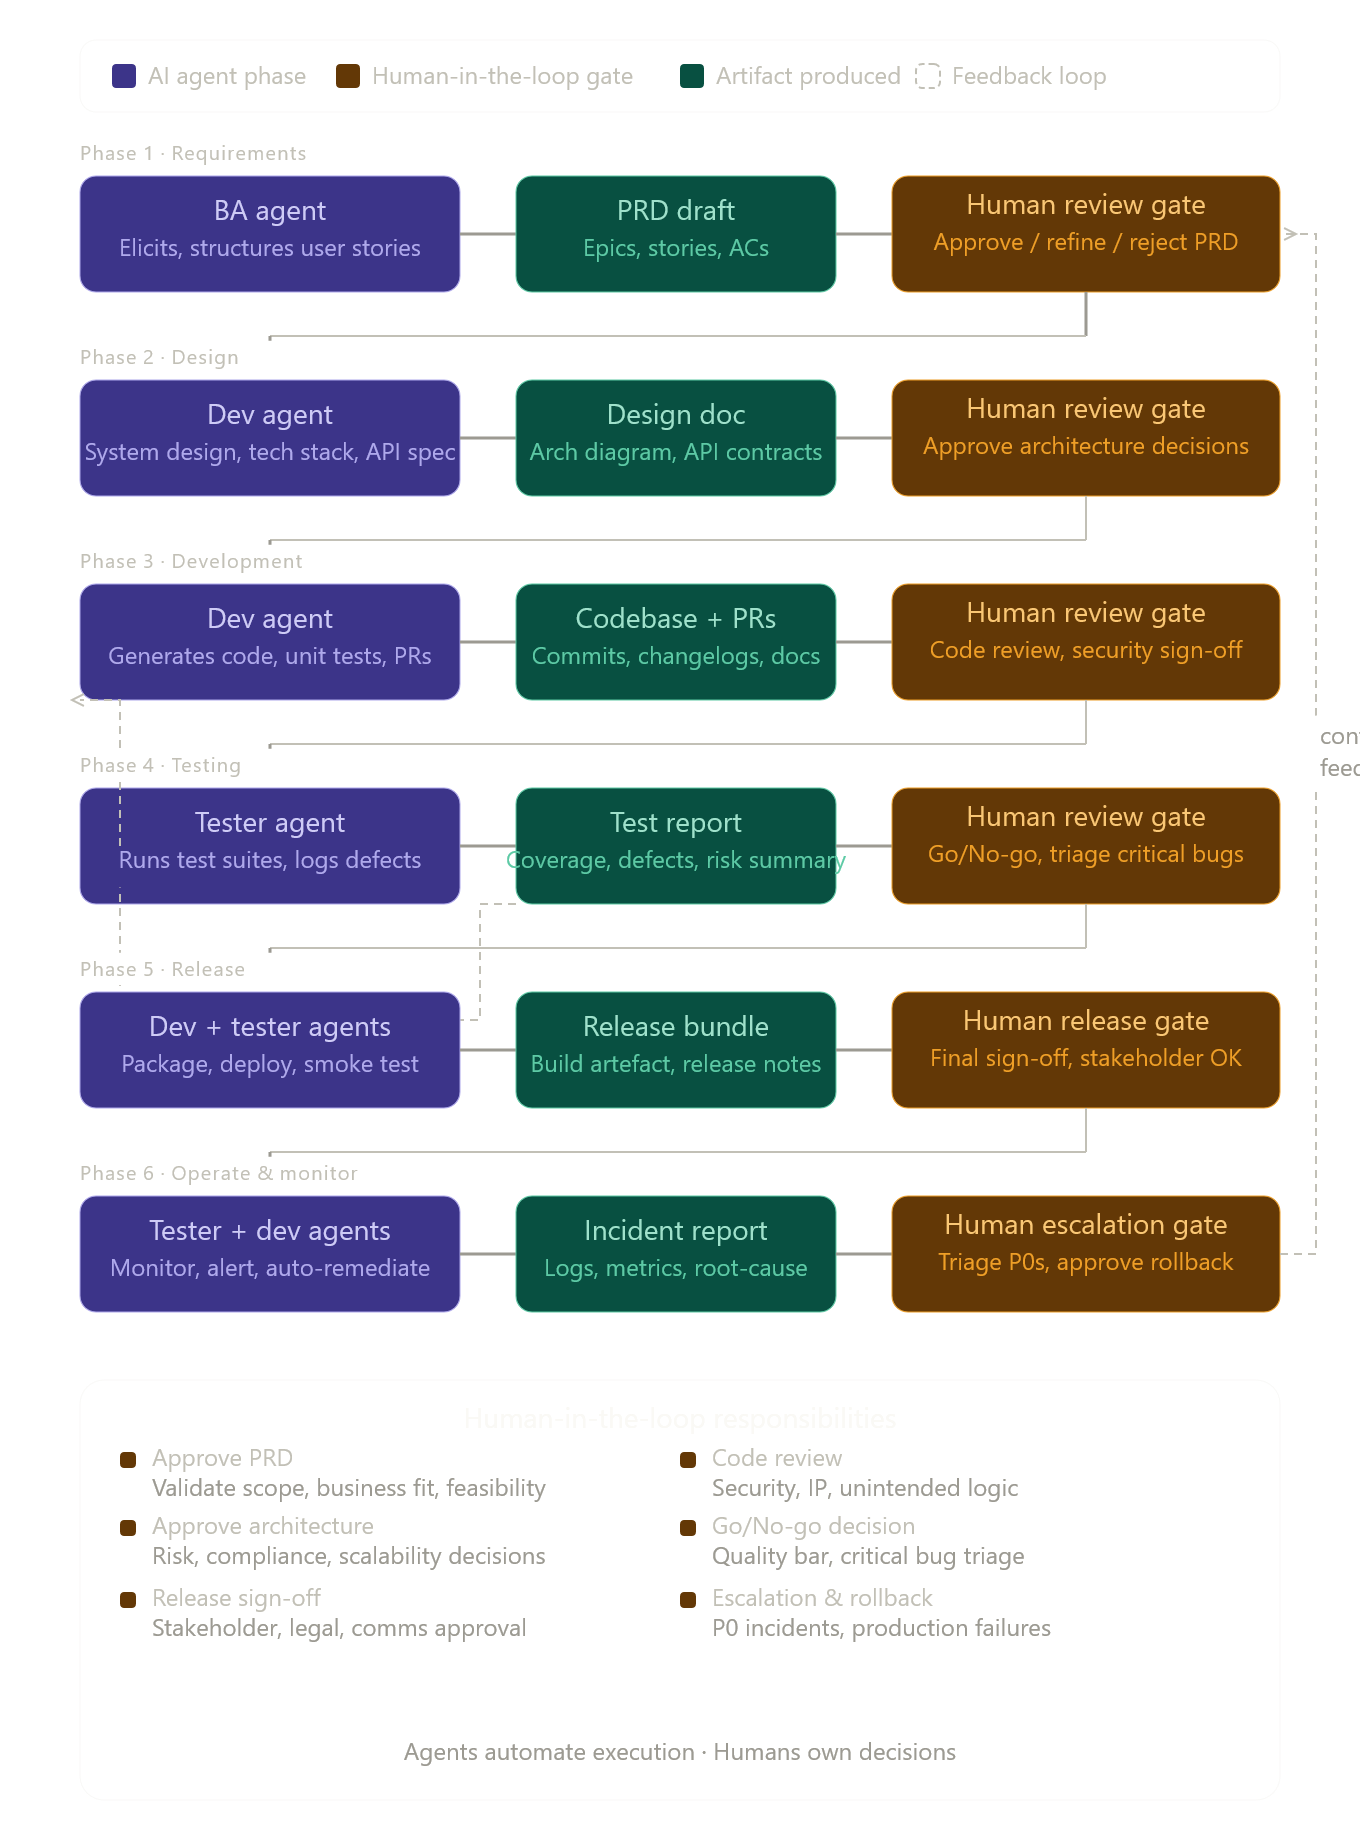 AI agent phase
Human-in-the-loop gate
Artifact produced
Feedback loop
Phase 1 · Requirements
BA agent
Elicits, structures user stories
PRD draft
Epics, stories, ACs
Human review gate
Approve / refine / reject PRD
Phase 2 · Design
Dev agent
System design, tech stack, API spec
Design doc
Arch diagram, API contracts
Human review gate
Approve architecture decisions
Phase 3 · Development
Dev agent
Generates code, unit tests, PRs
Codebase + PRs
Commits, changelogs, docs
Human review gate
Code review, security sign-off
Phase 4 · Testing
Tester agent
Runs test suites, logs defects
Test report
Coverage, defects, risk summary
Human review gate
Go/No-go, triage critical bugs
Phase 5 · Release
Dev + tester agents
Package, deploy, smoke test
Release bundle
Build artefact, release notes
Human release gate
Final sign-off, stakeholder OK
Phase 6 · Operate & monitor
Tester + dev agents
Monitor, alert, auto-remediate
Incident report
Logs, metrics, root-cause
Human escalation gate
Triage P0s, approve rollback
Human-in-the-loop responsibilities
Approve PRD
Validate scope, business fit, feasibility
Code review
Security, IP, unintended logic
Approve architecture
Risk, compliance, scalability decisions
Go/No-go decision
Quality bar, critical bug triage
Release sign-off
Stakeholder, legal, comms approval
Escalation & rollback
P0 incidents, production failures
Agents automate execution · Humans own decisions